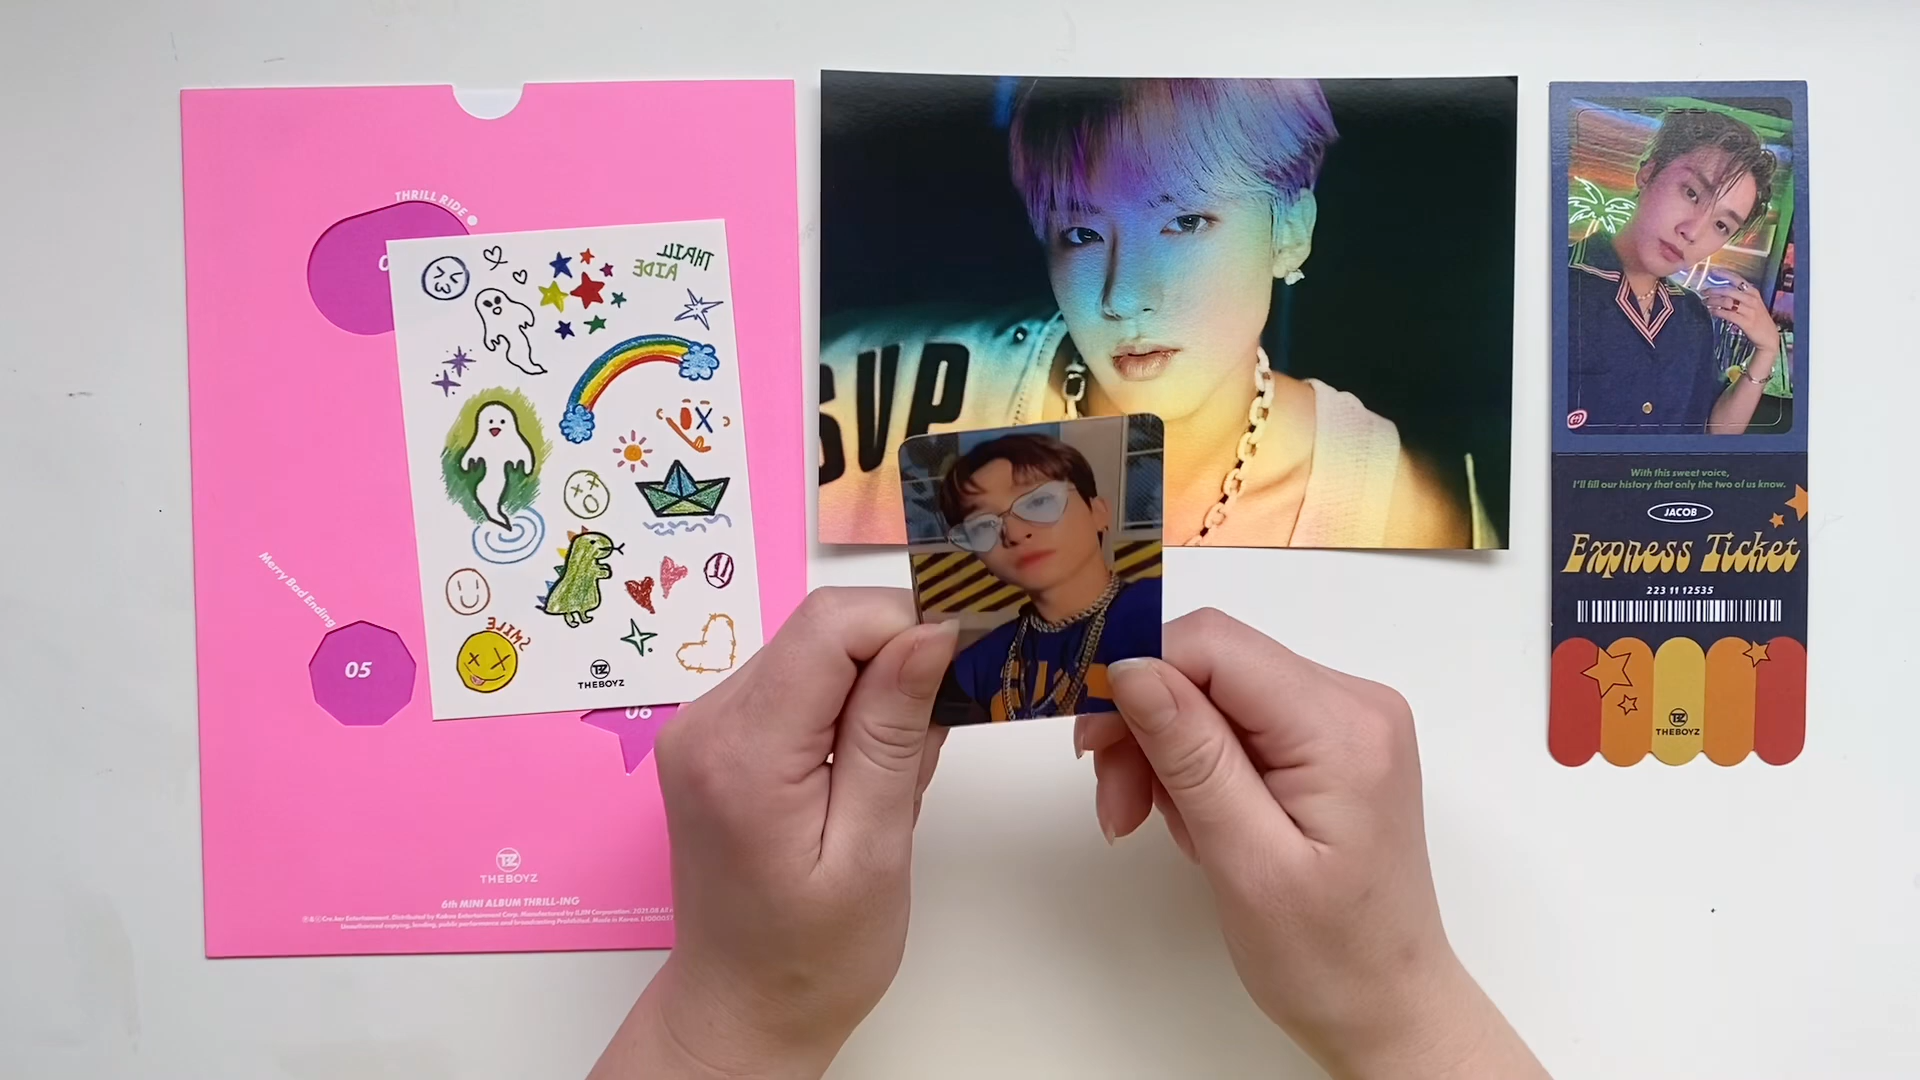 THRILL RIDE
THRILL
RIDE
Merry Bad Ending
05
SMILE
THEBOYZ
06
THEBOYZ
6th MINI ALBUM THRILL-ING
SVP
With this sweet voice,
I'll fill our history that only the two of us know.
JACOB
Express Ticket
223 11 12535
THEBOYZ